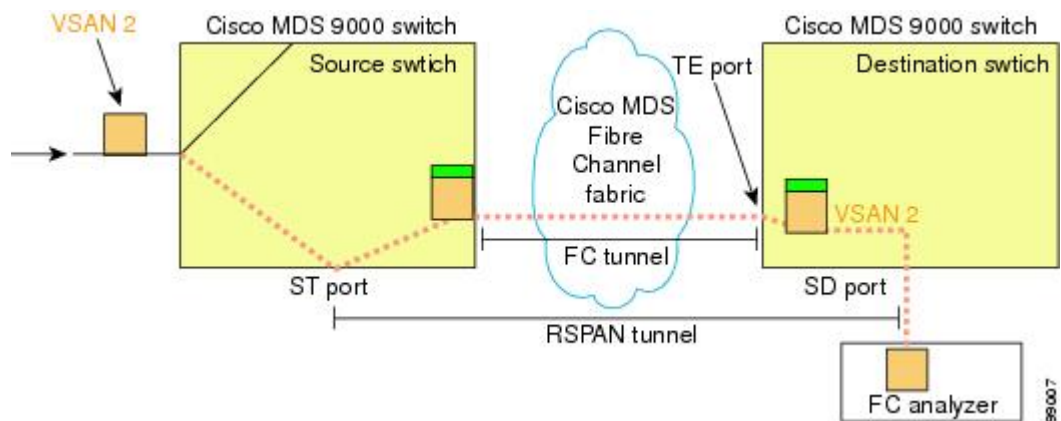 VSAN 2
Cisco MDS 9000 switch
Source swtich
Cisco MDS
Fibre
Channel
fabric
TE port
Cisco MDS 9000 switch
Destination swtich
VSAN 2
FC tunnel
ST port
SD port
RSPAN tunnel
FC analyzer
99007